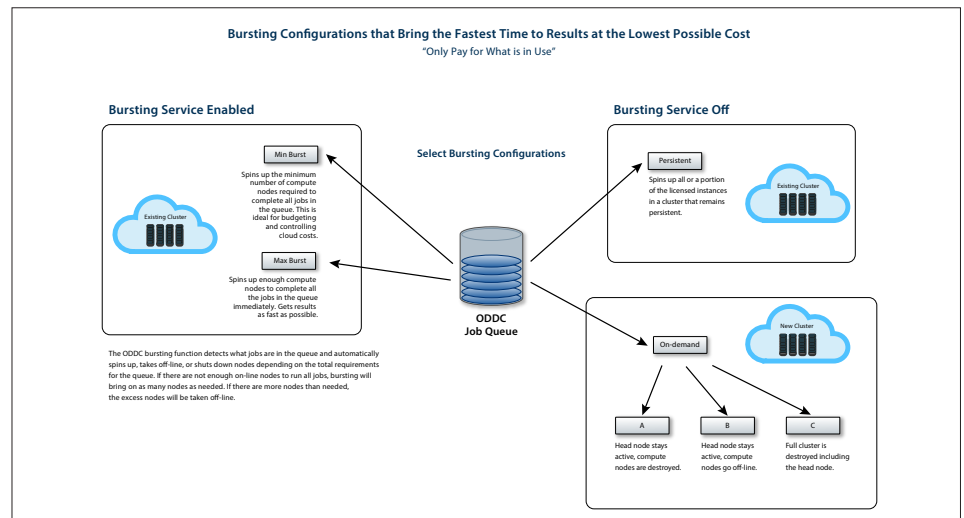 Bursting Configurations that Bring the Fastest Time to Results at the Lowest Possible Cost
“Only Pay for What is in Use”
Bursting Service Enabled
Min Burst
Spins up the minimum
number of compute
nodes required to
complete all jobs in
the queue. This is
ideal for budgeting
and controlling
cloud costs.
Existing Cluster
Max Burst
Spins up enough compute
nodes to complete all
the jobs in the queue
immediately. Gets results
as fast as possible.
The ODDC bursting function detects what jobs are in the queue and automatically
spins up, takes off-line, or shuts down nodes depending on the total requirements
for the queue. If there are not enough on-line nodes to run all jobs, bursting will
bring on as many nodes as needed. If there are more nodes than needed,
the excess nodes will be taken off-line.
Select Bursting Configurations
ODDC
Job Queue
Bursting Service Off
Persistent
Spins up all or a portion
of the licensed instances
in a cluster that remains
persistent.
Existing Cluster
New Cluster
On-demand
A
Head node stays
active, compute
nodes are destroyed.
B
Head node stays
active, compute
nodes go off-line.
C
Full cluster is
destroyed including
the head node.